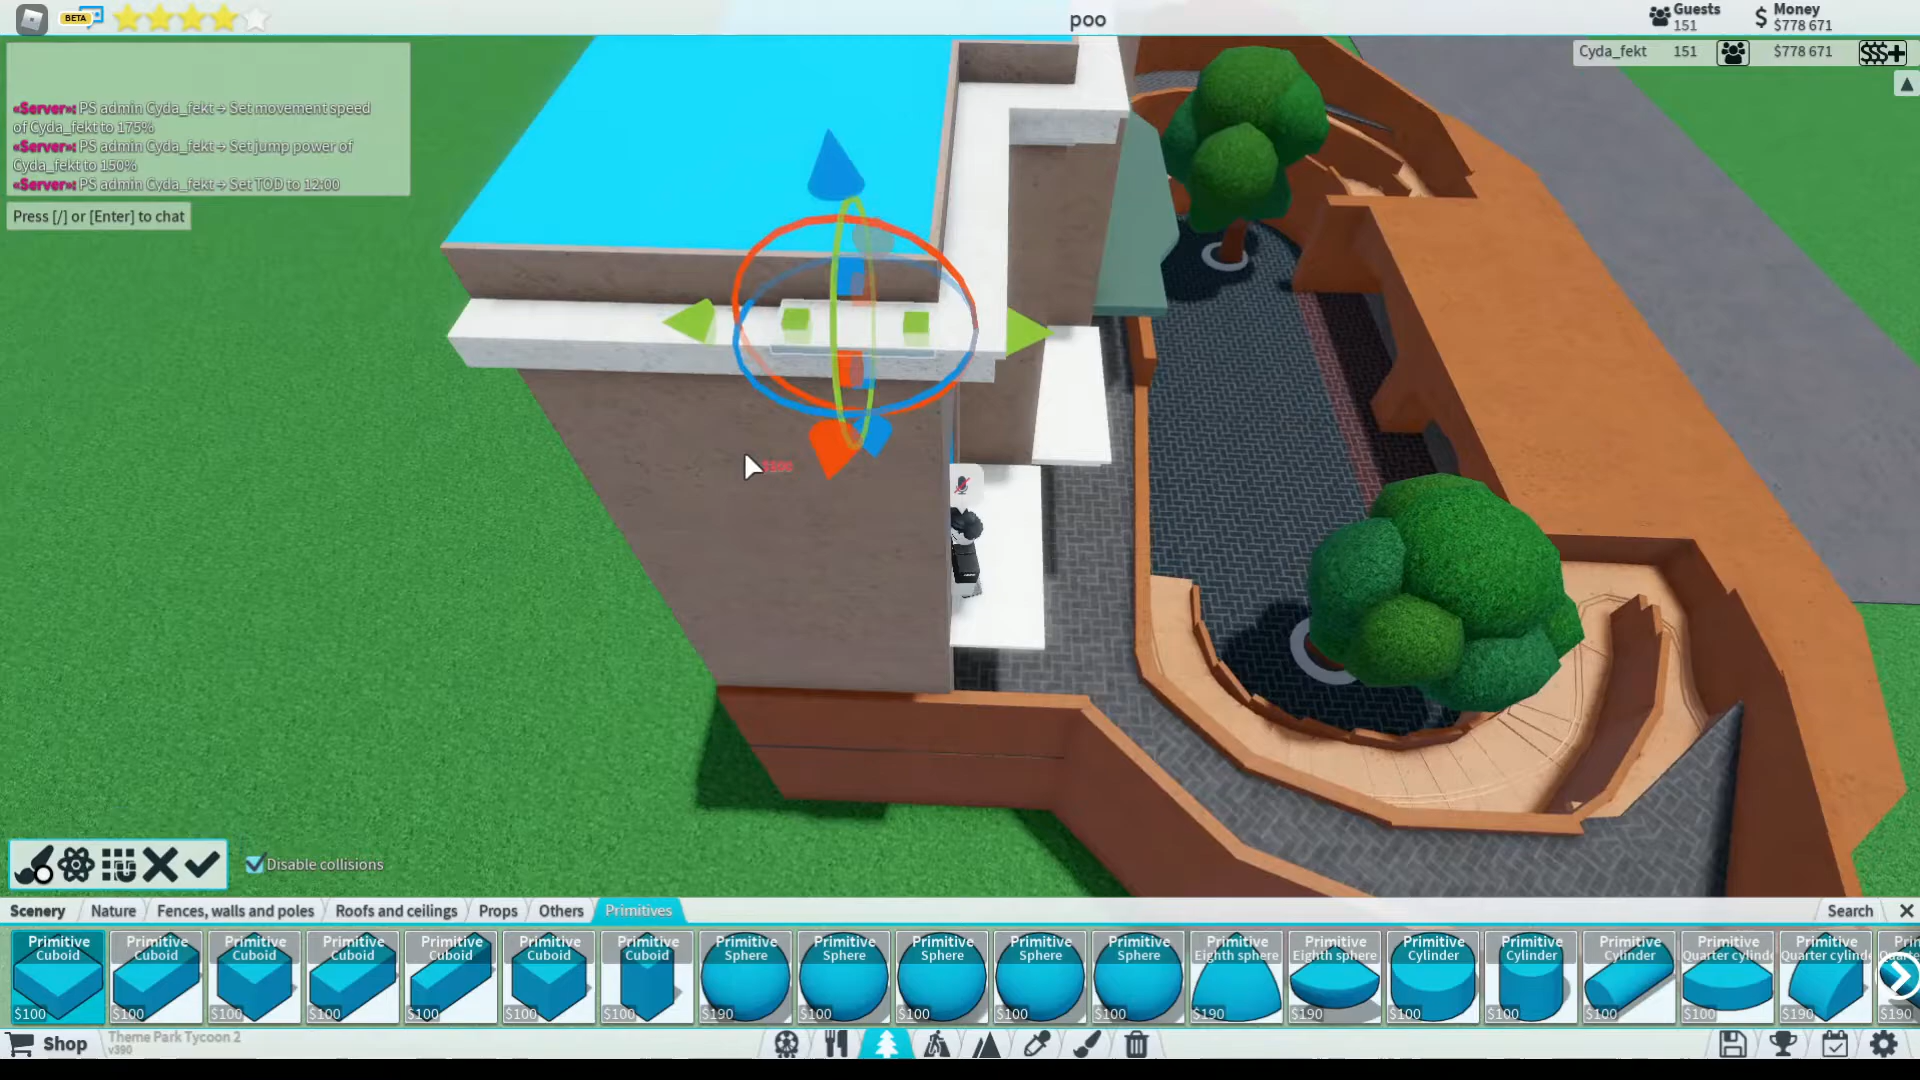 BETA
poo
Guests
151
Money
$778 671
Cyda_fekt 151 $778 671
$$$+
«Server»: PS admin Cyda_fekt → Set movement speed
of Cyda_fekt to 175%
«Server»: PS admin Cyda_fekt → Set jump power of
Cyda_fekt to 150%
«Server»: PS admin Cyda_fekt → Set TOD to 12:00
Press [/] or [Enter] to chat
Disable collisions
Scenery Nature Fences, walls and poles Roofs and ceilings Props Others Primitives Search
Primitive Cuboid
$100
Primitive Cuboid
$100
Primitive Cuboid
$100
Primitive Cuboid
$100
Primitive Cuboid
$100
Primitive Cuboid
$100
Primitive Cuboid
$100
Primitive Sphere
$190
Primitive Sphere
$100
Primitive Sphere
$100
Primitive Sphere
$100
Primitive Sphere
$100
Primitive Eighth sphere
$190
Primitive Eighth sphere
$190
Primitive Cylinder
$100
Primitive Cylinder
$100
Primitive Cylinder
$100
Primitive Quarter cylind
$100
Primitive Quarter cylind
$190
Shop
Theme Park Tycoon 2
v390